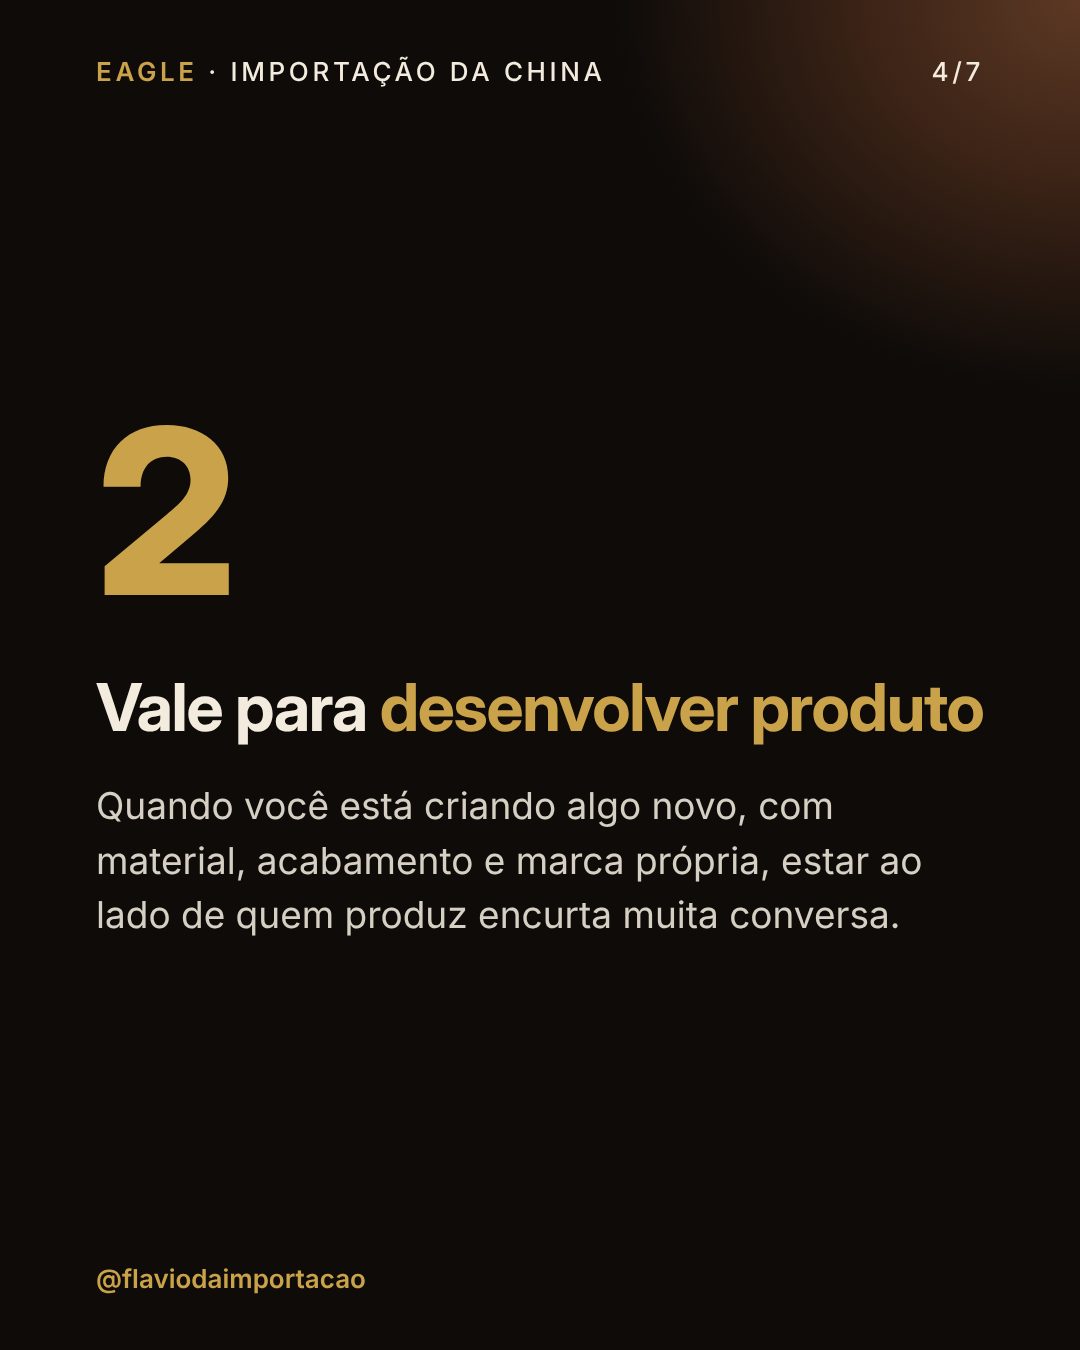 EAGLE · IMPORTAÇÃO DA CHINA
4/7
2
Vale para desenvolver produto
Quando você está criando algo novo, com
material, acabamento e marca própria, estar ao
lado de quem produz encurta muita conversa.
@flaviodaimportacao